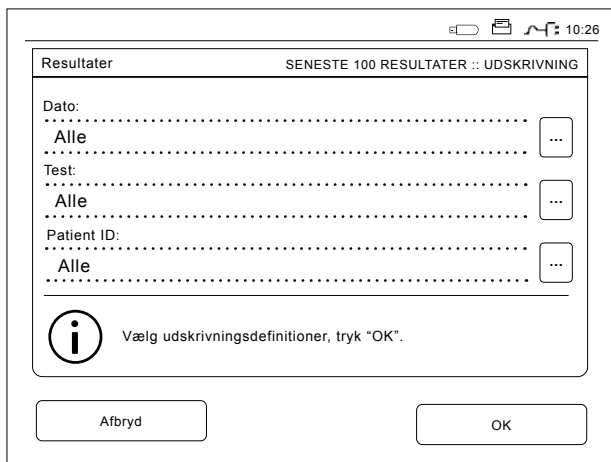 10:26
Resultater SENESTE 100 RESULTATER :: UDSKRIVNING
Dato:
Alle
...
Test:
Alle
...
Patient ID:
Alle
...
Vælg udskrivningsdefinitioner, tryk “OK”.
Afbryd OK